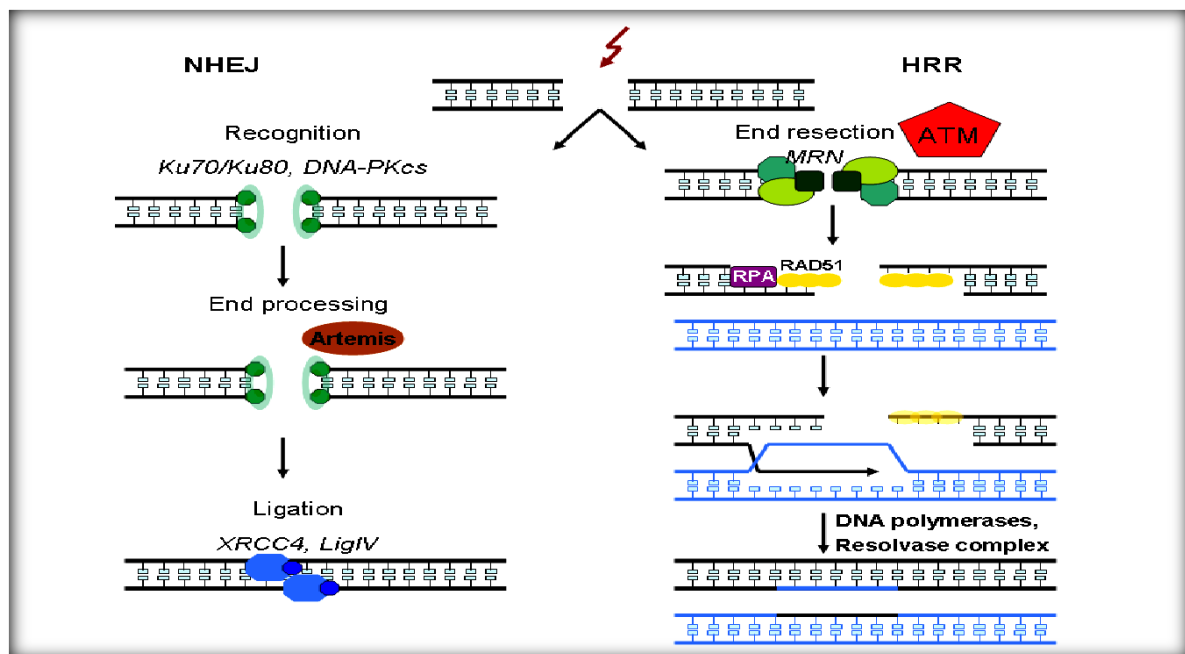 NHEJ
HRR
Recognition
Ku70/Ku80, DNA-PKcs
End processing
Artemis
Ligation
XRCC4, LigIV
End resection
MRN
ATM
RPA
RAD51
DNA polymerases,
Resolvase complex